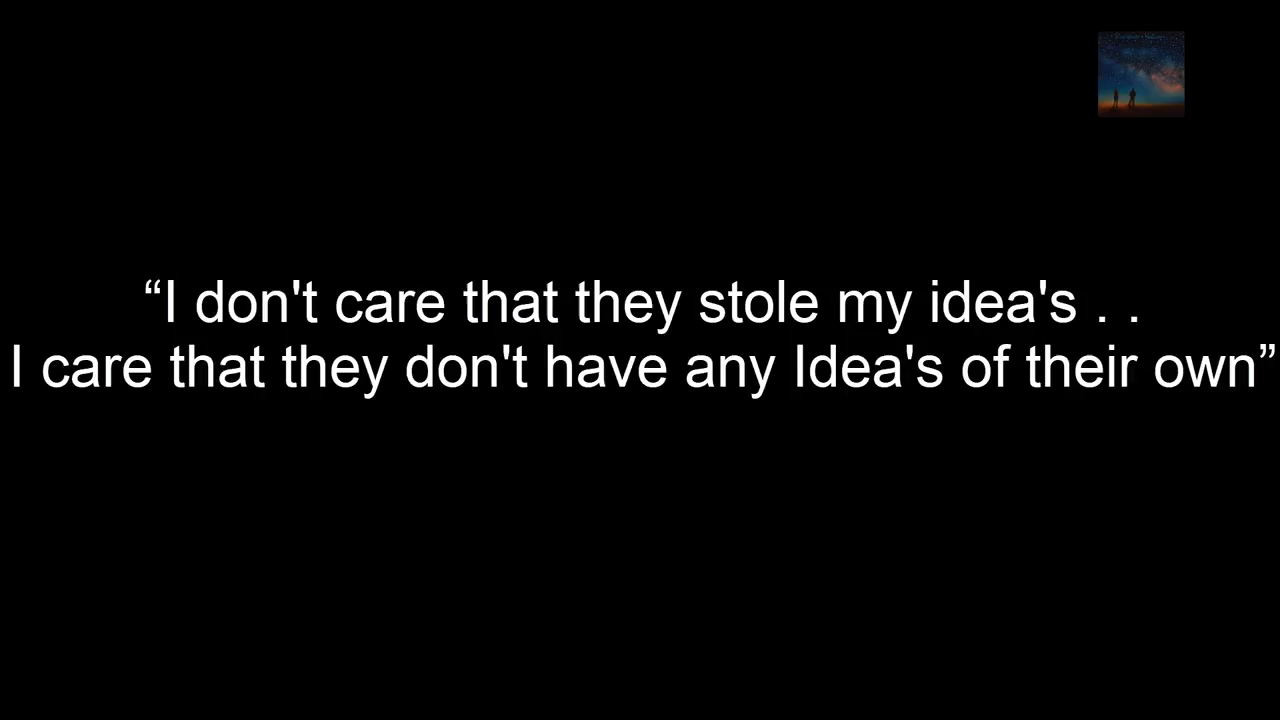 “I don't care that they stole my idea's . .
I care that they don't have any Idea's of their own”